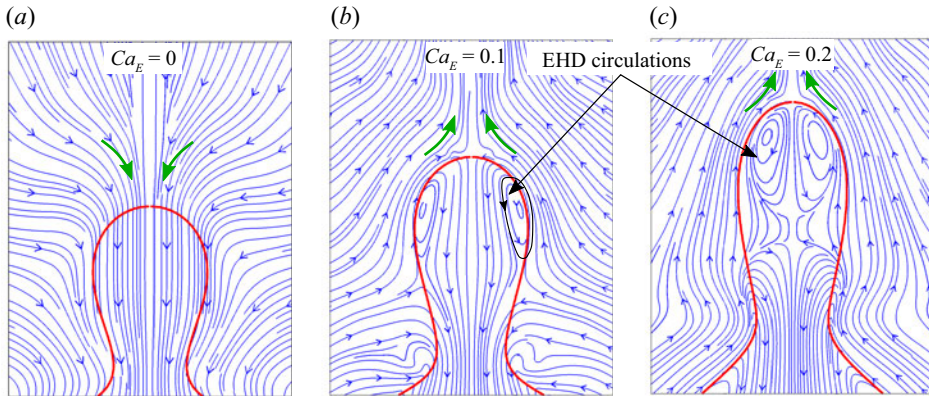 (a)
(b)
(c)
Ca_E = 0
Ca_E = 0.1
EHD circulations
Ca_E = 0.2